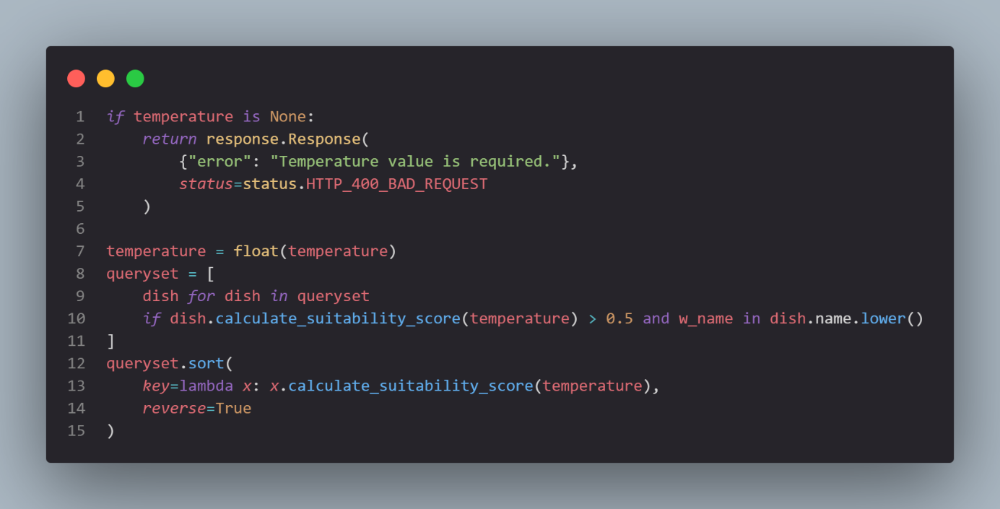 1 if temperature is None:
2     return response.Response(
3         {"error": "Temperature value is required."},
4         status=status.HTTP_400_BAD_REQUEST
5     )
6
7 temperature = float(temperature)
8 queryset = [
9     dish for dish in queryset
10     if dish.calculate_suitability_score(temperature) > 0.5 and w_name in dish.name.lower()
11 ]
12 queryset.sort(
13     key=lambda x: x.calculate_suitability_score(temperature),
14     reverse=True
15 )